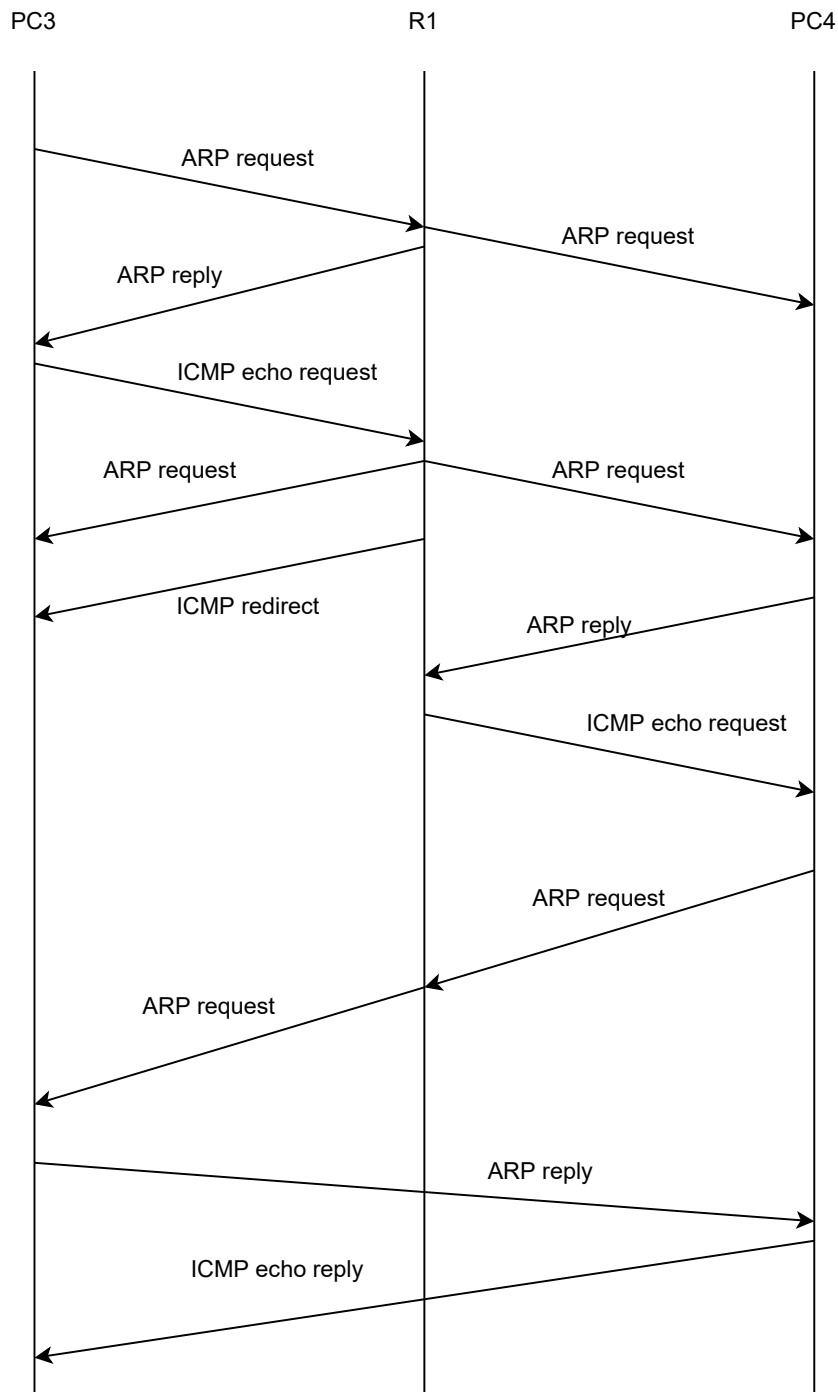 PC3
R1
PC4
ARP request
ARP request
ARP reply
ICMP echo request
ARP request
ARP request
ICMP redirect
ARP reply
ICMP echo request
ARP request
ARP request
ARP reply
ICMP echo reply